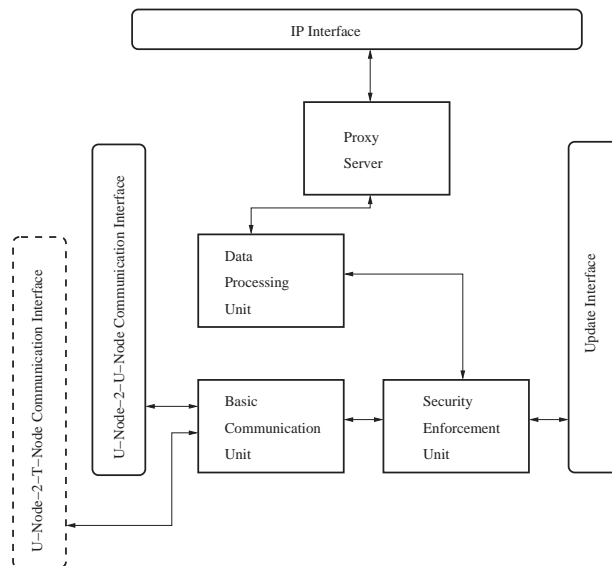 IP Interface
Proxy
Server
U−Node−2−T−Node Communication Interface
U−Node−2−U−Node Communication Interface
Data
Processing
Unit
Update Interface
Basic
Communication
Unit
Security
Enforcement
Unit